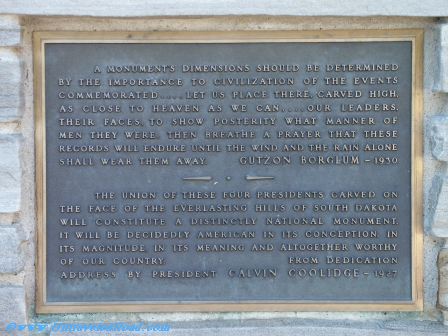 A MONUMENT'S DIMENSIONS SHOULD BE DETERMINED
BY THE IMPORTANCE TO CIVILIZATION OF THE EVENTS
COMMEMORATED.....LET US PLACE THERE, CARVED HIGH,
AS CLOSE TO HEAVEN AS WE CAN.....OUR LEADERS,
THEIR FACES, TO SHOW POSTERITY WHAT MANNER OF
MEN THEY WERE. THEN BREATHE A PRAYER THAT THESE
RECORDS WILL ENDURE UNTIL THE WIND AND THE RAIN ALONE
SHALL WEAR THEM AWAY. GUTZON BORGLUM – 1930
THE UNION OF THESE FOUR PRESIDENTS CARVED ON
THE FACE OF THE EVERLASTING HILLS OF SOUTH DAKOTA
WILL CONSTITUTE A DISTINCTLY NATIONAL MONUMENT.
IT WILL BE DECIDEDLY AMERICAN IN ITS CONCEPTION, IN
ITS MAGNITUDE, IN ITS MEANING AND ALTOGETHER WORTHY
OF OUR COUNTRY. FROM DEDICATION
ADDRESS BY PRESIDENT CALVIN COOLIDGE – 1927